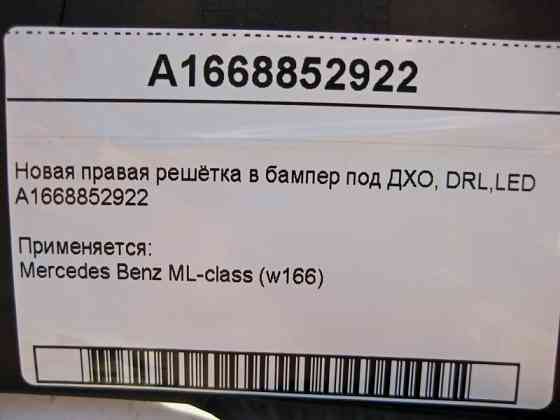 A1668852922
Новая правая решётка в бампер под ДХО, DRL,LED
A1668852922
Применяется:
Mercedes Benz ML-class (w166)